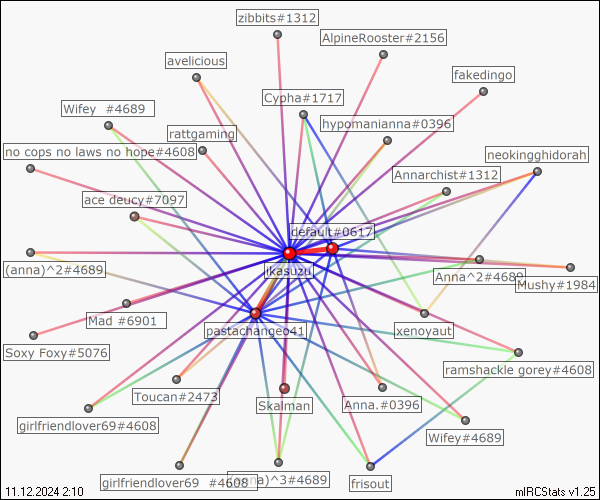 zibbits#1312
AlpineRooster#2156
avelicious
fakedingo
Cypha#1717
Wifey  #4689
hypomanianna#0396
rattgaming
no cops no laws no hope#4608
neokingghidorah
Annarchist#1312
ace deucy#7097
default#0617
(anna)^2#4689
ikasuzu
Anna^2#4689
Mushy#1984
Mad #6901
pastachangeo41
xenoyaut
Soxy Foxy#5076
ramshackle gorey#4608
Toucan#2473
Skalman
Anna.#0396
girlfriendlover69#4608
Wifey#4689
girlfriendlover69  #4608
)^3#4689
frisout
11.12.2024 2:10
mIRCStats v1.25